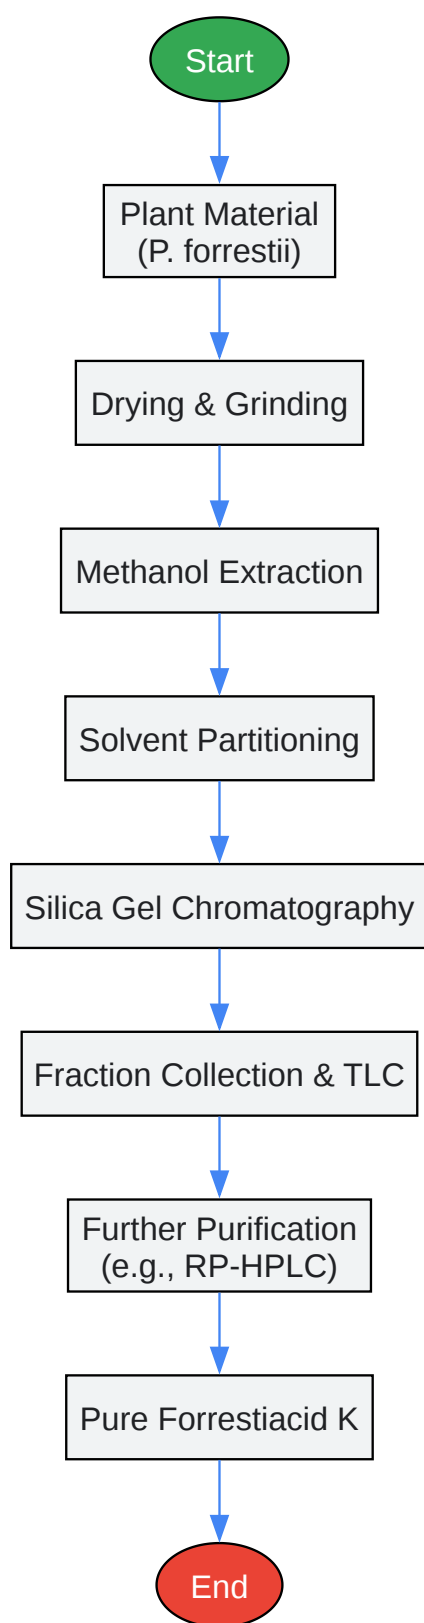 Start
Plant Material
(P. forrestii)
Drying & Grinding
Methanol Extraction
Solvent Partitioning
Silica Gel Chromatography
Fraction Collection & TLC
Further Purification
(e.g., RP-HPLC)
Pure Forrestiacid K
End